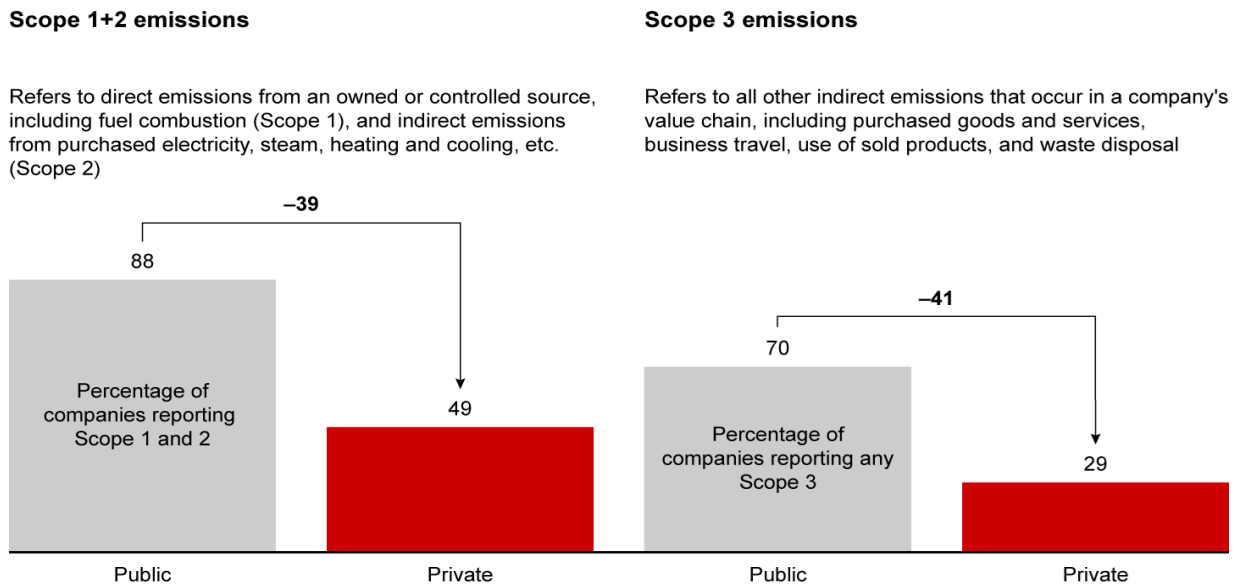 Scope 1+2 emissions
Refers to direct emissions from an owned or controlled source,
including fuel combustion (Scope 1), and indirect emissions
from purchased electricity, steam, heating and cooling, etc.
(Scope 2)
–39
88
Percentage of
companies reporting
Scope 1 and 2
49
Public
Private
Scope 3 emissions
Refers to all other indirect emissions that occur in a company's
value chain, including purchased goods and services,
business travel, use of sold products, and waste disposal
–41
70
Percentage of
companies reporting any
Scope 3
29
Public
Private